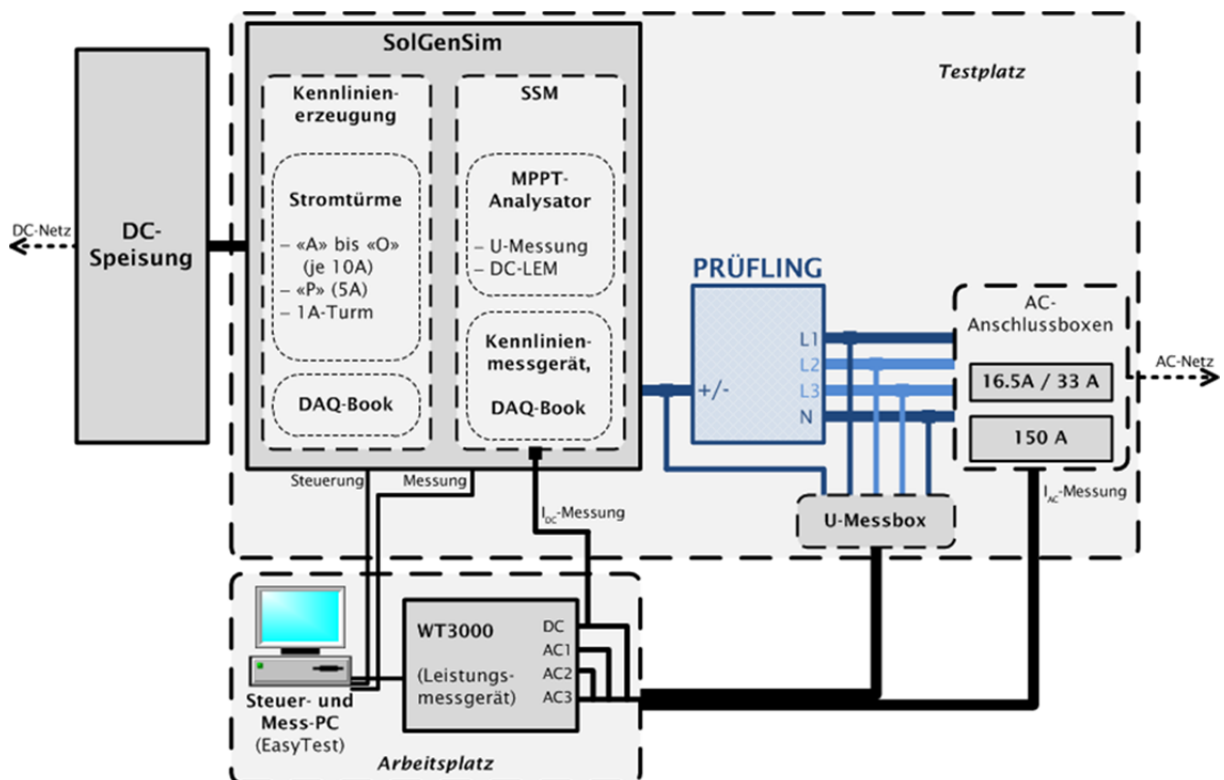 SolGenSim
Testplatz
Kennlinien-
erzeugung
SSM
Stromtürme
– «A» bis «O»
(je 10A)
– «P» (5A)
– 1A-Turm
MPPT-
Analysator
– U-Messung
– DC-LEM
DC-Netz
DC-
Speisung
PRÜFLING
L1
L2
L3
N
+/-
AC-
Anschlussboxen
16.5A / 33 A
150 A
AC-Netz
Kennlinien-
messgerät,
DAQ-Book
DAQ-Book
Steuerung
Messung
I_DC-Messung
I_AC-Messung
U-Messbox
WT3000
(Leistungs-
messgerät)
DC
AC1
AC2
AC3
Steuer- und
Mess-PC
(EasyTest)
Arbeitsplatz